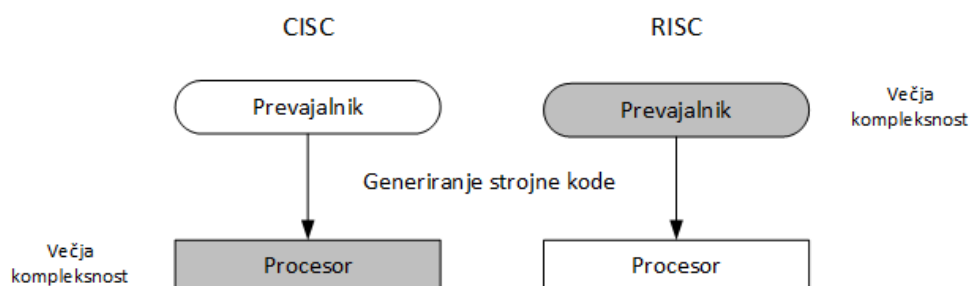 CISC
RISC
Prevajalnik
Prevajalnik
Večja
kompleksnost
Generiranje strojne kode
Večja
kompleksnost
Procesor
Procesor